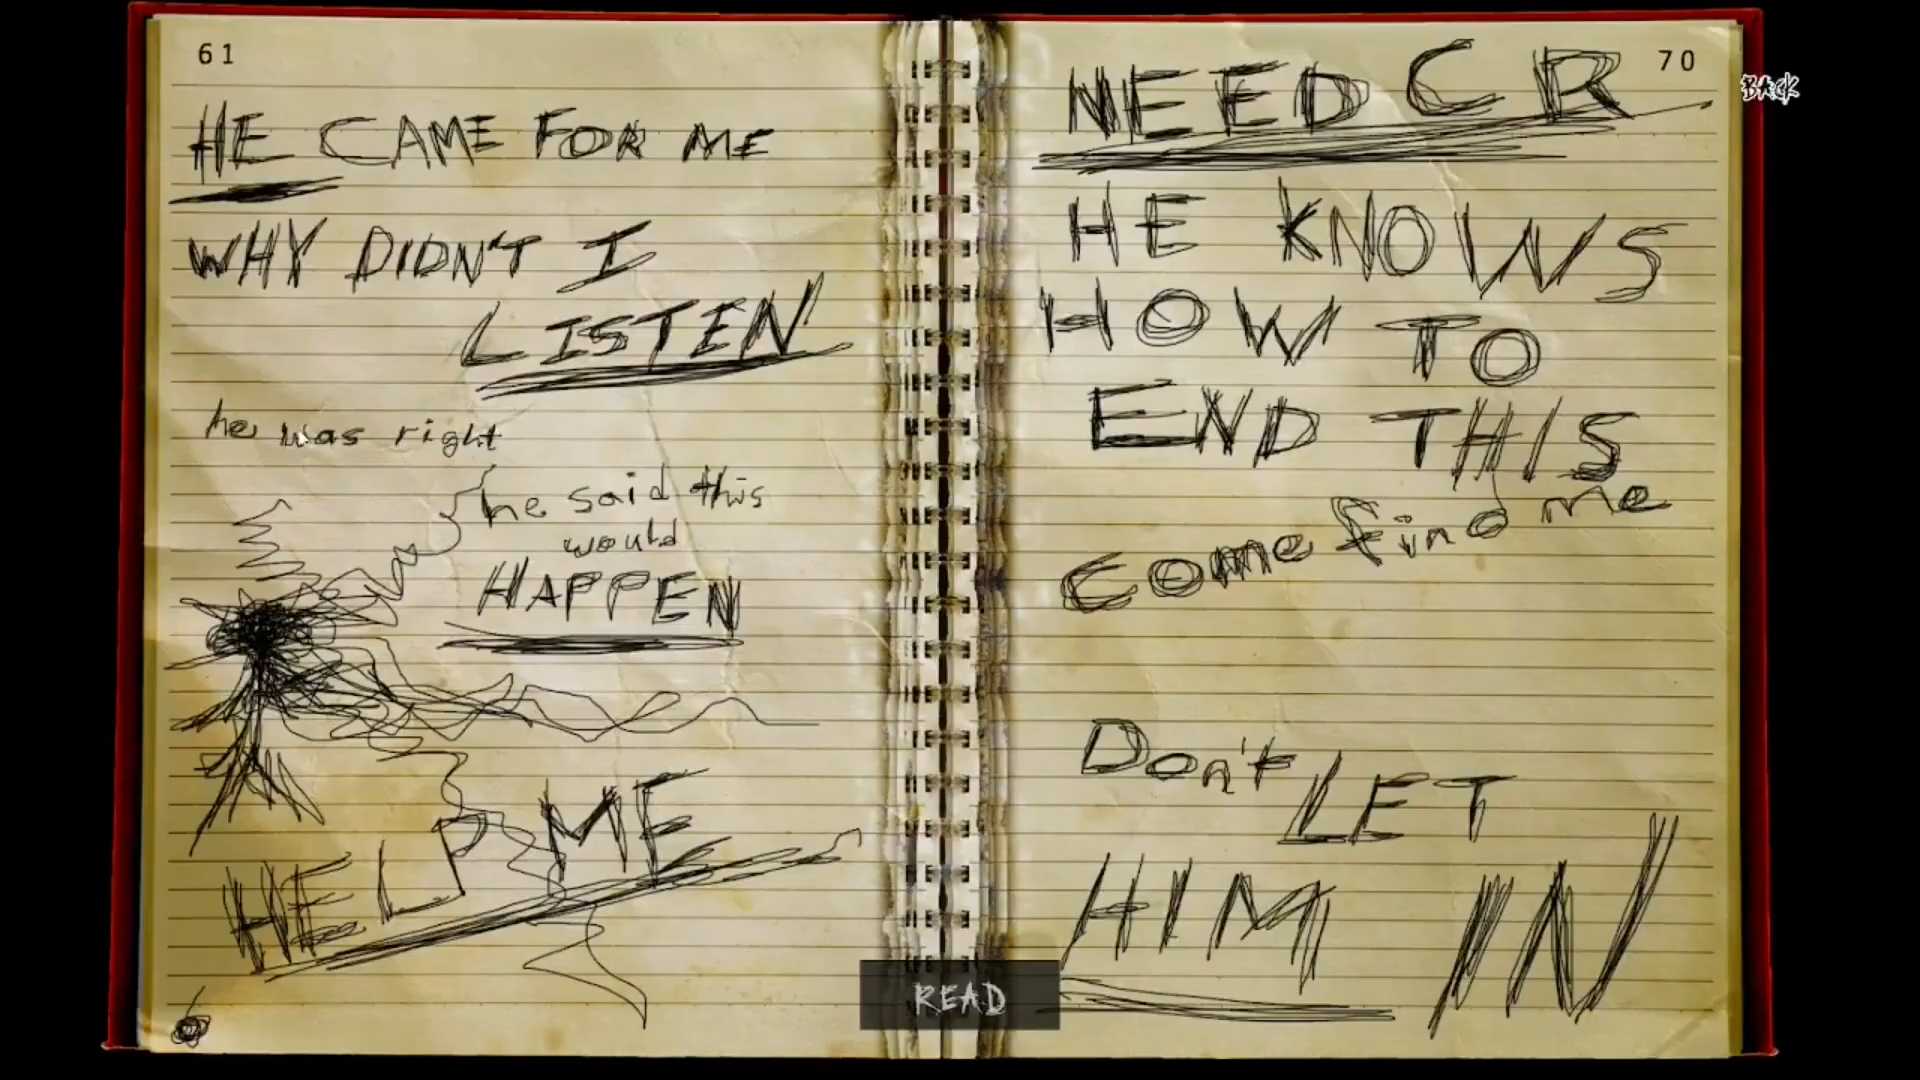 61
HE CAME FOR ME
WHY DIDN'T I
LISTEN
he was right
he said this
would
HAPPEN
HELP ME
70
NEED CR
HE KNOWS
HOW TO
END THIS
come find me
Don't LET
HIM IN
BACK
READ